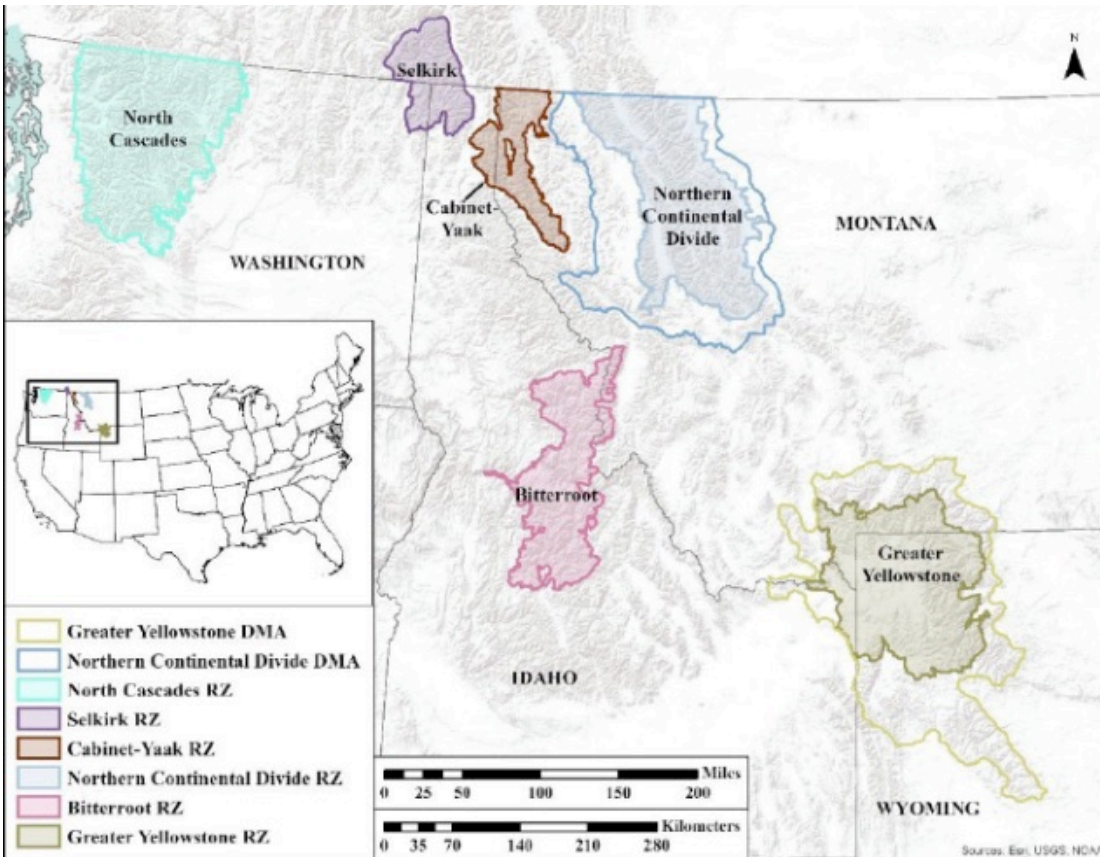 N
Selkirk
North
Cascades
Cabinet-
Yaak
Northern
Continental
Divide
MONTANA
WASHINGTON
Bitterroot
Greater
Yellowstone
IDAHO
WYOMING
Greater Yellowstone DMA
Northern Continental Divide DMA
North Cascades RZ
Selkirk RZ
Cabinet-Yaak RZ
Northern Continental Divide RZ
Bitterroot RZ
Greater Yellowstone RZ
Miles
0 25 50 100 150 200
Kilometers
0 35 70 140 210 280
Sources: Esri, USGS, NOAA